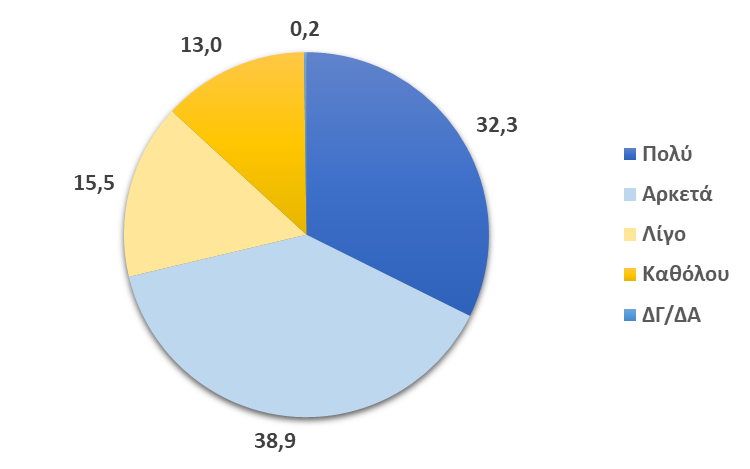 0,2
13,0
32,3
15,5
38,9
Πολύ
Αρκετά
Λίγο
Καθόλου
ΔΓ/ΔΑ